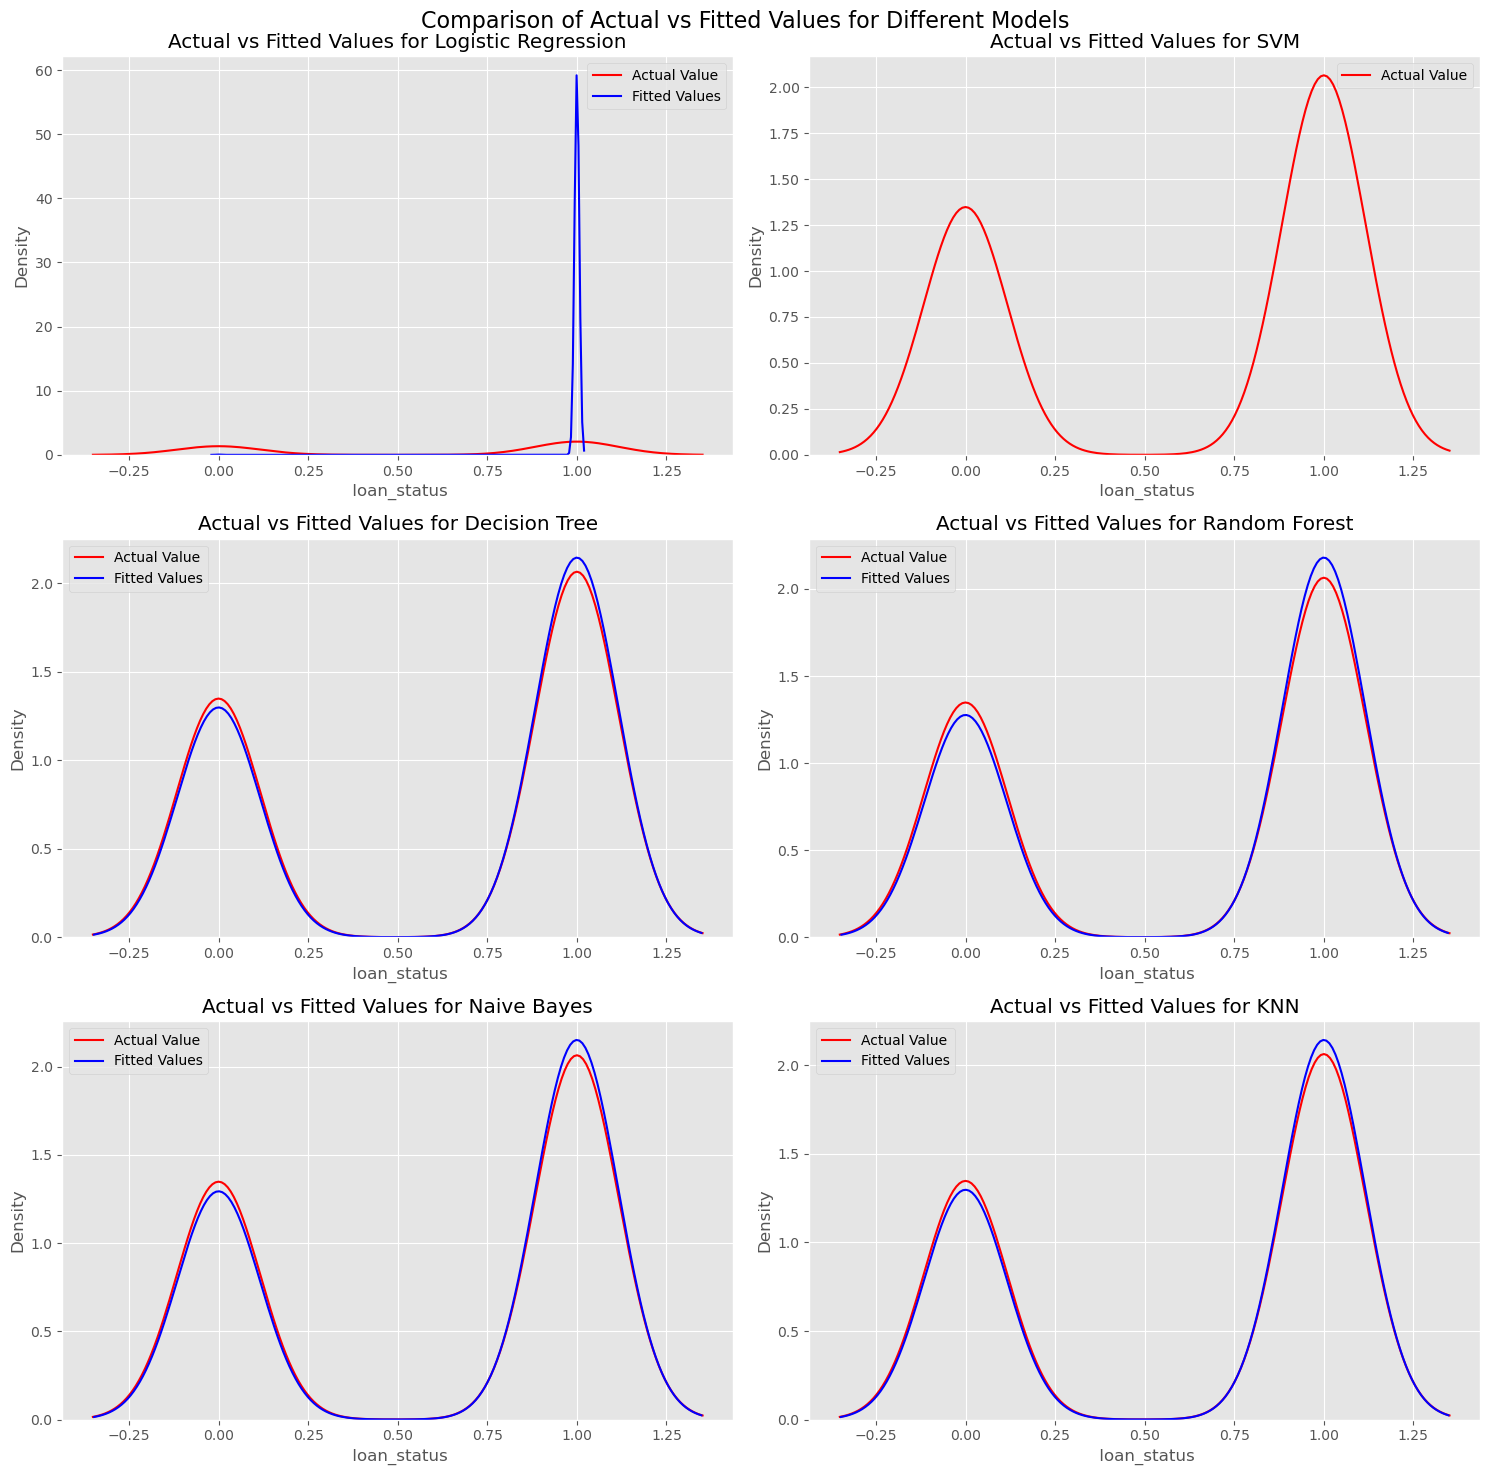 Comparison of Actual vs Fitted Values for Different Models
Actual vs Fitted Values for Logistic Regression
Actual Value
Fitted Values
60
50
40
30
20
10
0
Density
−0.25 0.00 0.25 0.50 0.75 1.00 1.25
loan_status
Actual vs Fitted Values for SVM
Actual Value
2.00
1.75
1.50
1.25
1.00
0.75
0.50
0.25
0.00
Density
−0.25 0.00 0.25 0.50 0.75 1.00 1.25
loan_status
Actual vs Fitted Values for Decision Tree
Actual Value
Fitted Values
2.0
1.5
1.0
0.5
0.0
Density
−0.25 0.00 0.25 0.50 0.75 1.00 1.25
loan_status
Actual vs Fitted Values for Random Forest
Actual Value
Fitted Values
2.0
1.5
1.0
0.5
0.0
Density
−0.25 0.00 0.25 0.50 0.75 1.00 1.25
loan_status
Actual vs Fitted Values for Naive Bayes
Actual Value
Fitted Values
2.0
1.5
1.0
0.5
0.0
Density
−0.25 0.00 0.25 0.50 0.75 1.00 1.25
loan_status
Actual vs Fitted Values for KNN
Actual Value
Fitted Values
2.0
1.5
1.0
0.5
0.0
Density
−0.25 0.00 0.25 0.50 0.75 1.00 1.25
loan_status